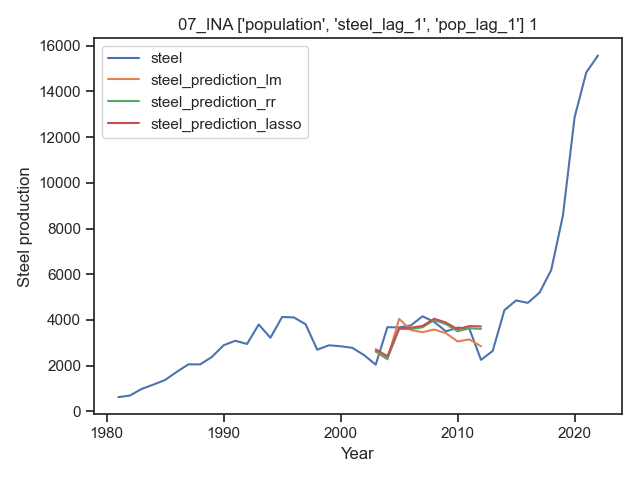 07_INA ['population', 'steel_lag_1', 'pop_lag_1'] 1
steel
steel_prediction_lm
steel_prediction_rr
steel_prediction_lasso
16000
14000
12000
10000
8000
6000
4000
2000
0
Steel production
1980
1990
2000
2010
2020
Year